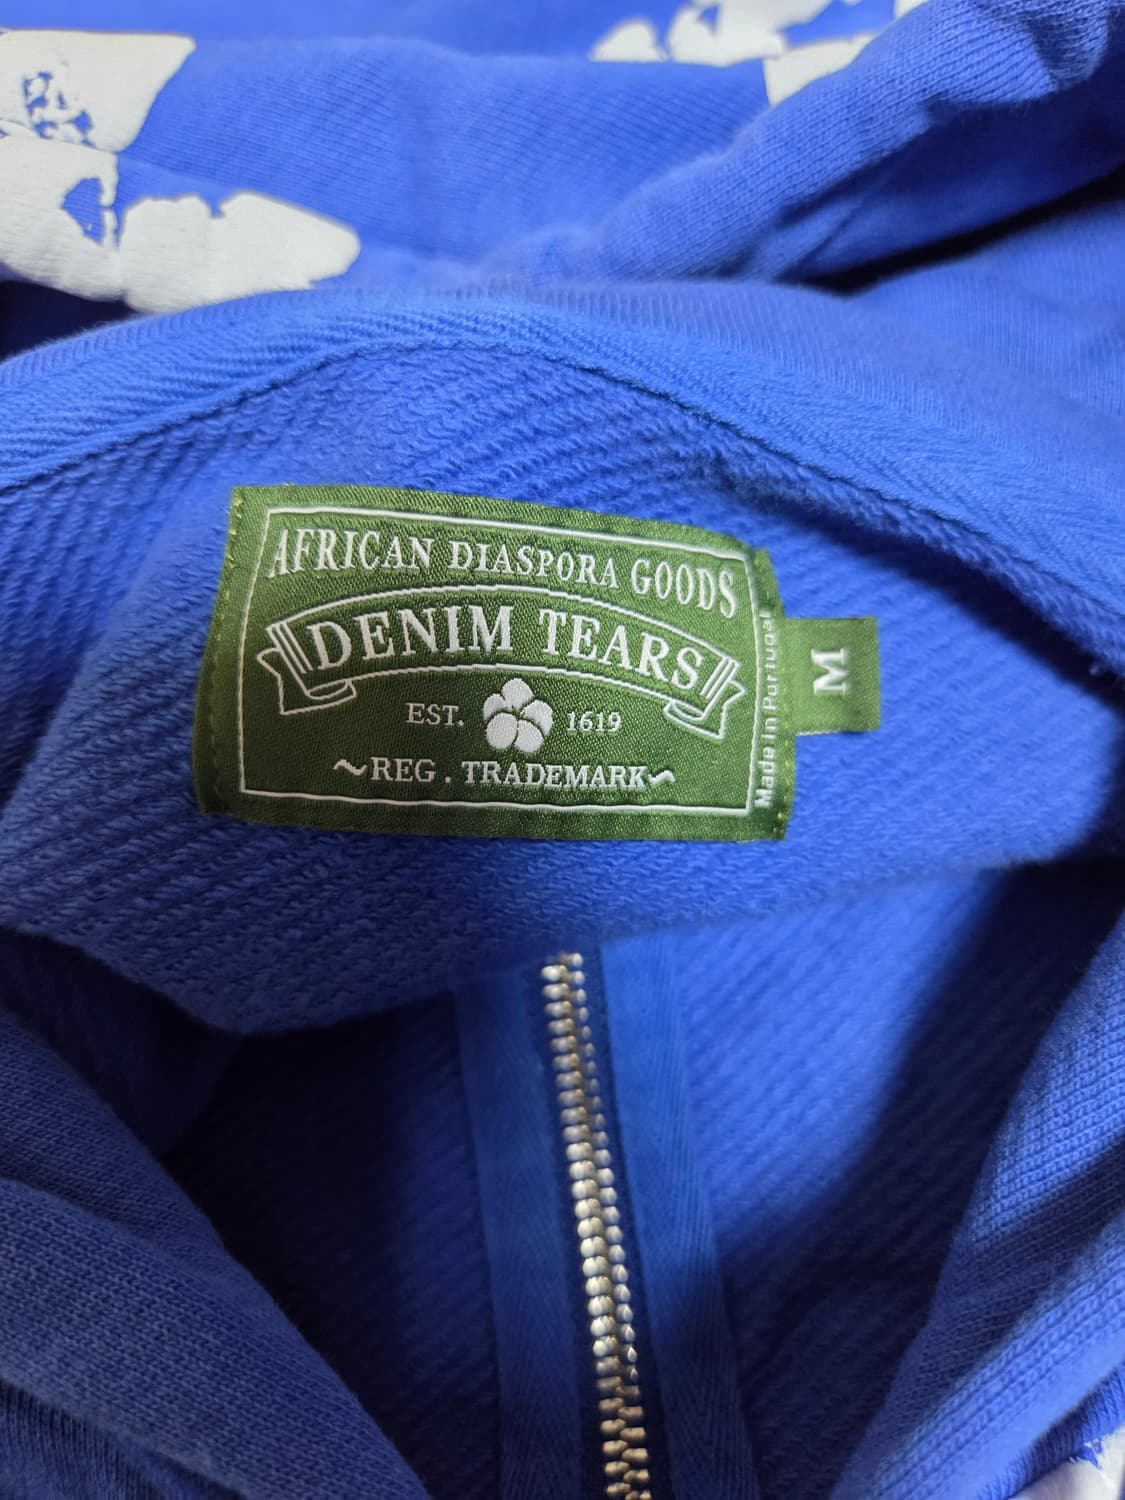 AFRICAN DIASPORA GOODS
DENIM TEARS
EST. 1619
~REG . TRADEMARK~
Made in Portugal
M